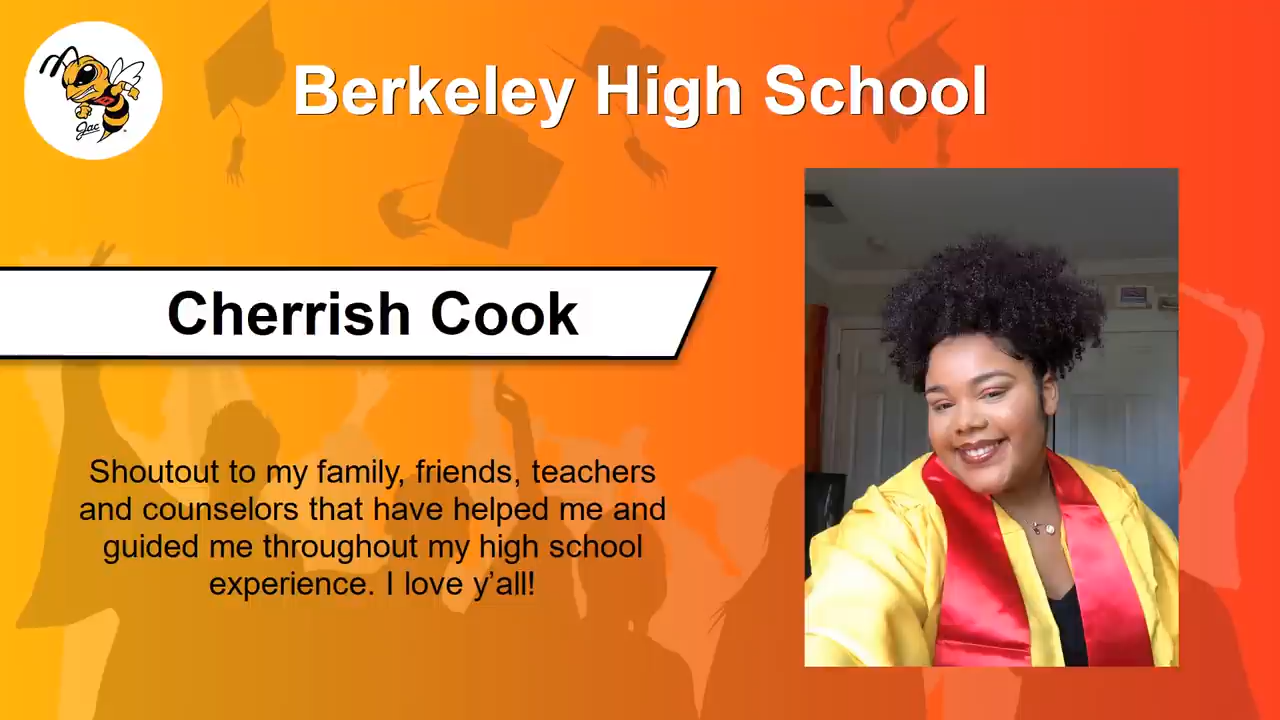 Berkeley High School
Jac
Cherrish Cook
Shoutout to my family, friends, teachers
and counselors that have helped me and
guided me throughout my high school
experience. I love y’all!